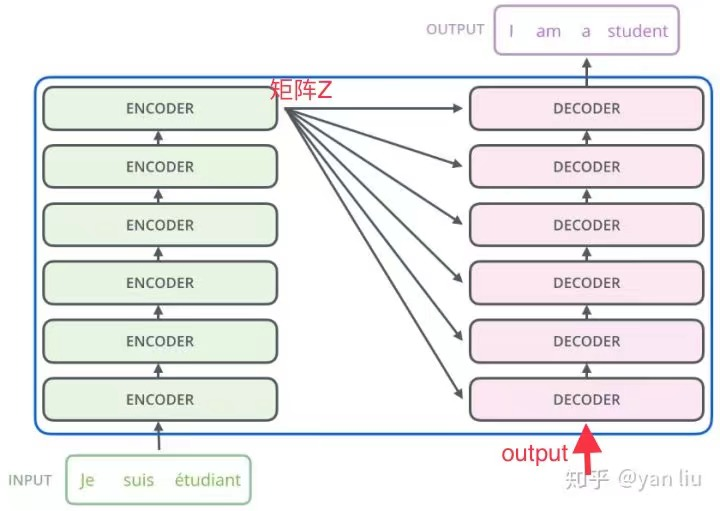 OUTPUT I am a student
矩阵Z
ENCODER DECODER
ENCODER DECODER
ENCODER DECODER
ENCODER DECODER
ENCODER DECODER
ENCODER DECODER
output
INPUT Je suis étudiant
知乎 @yan liu